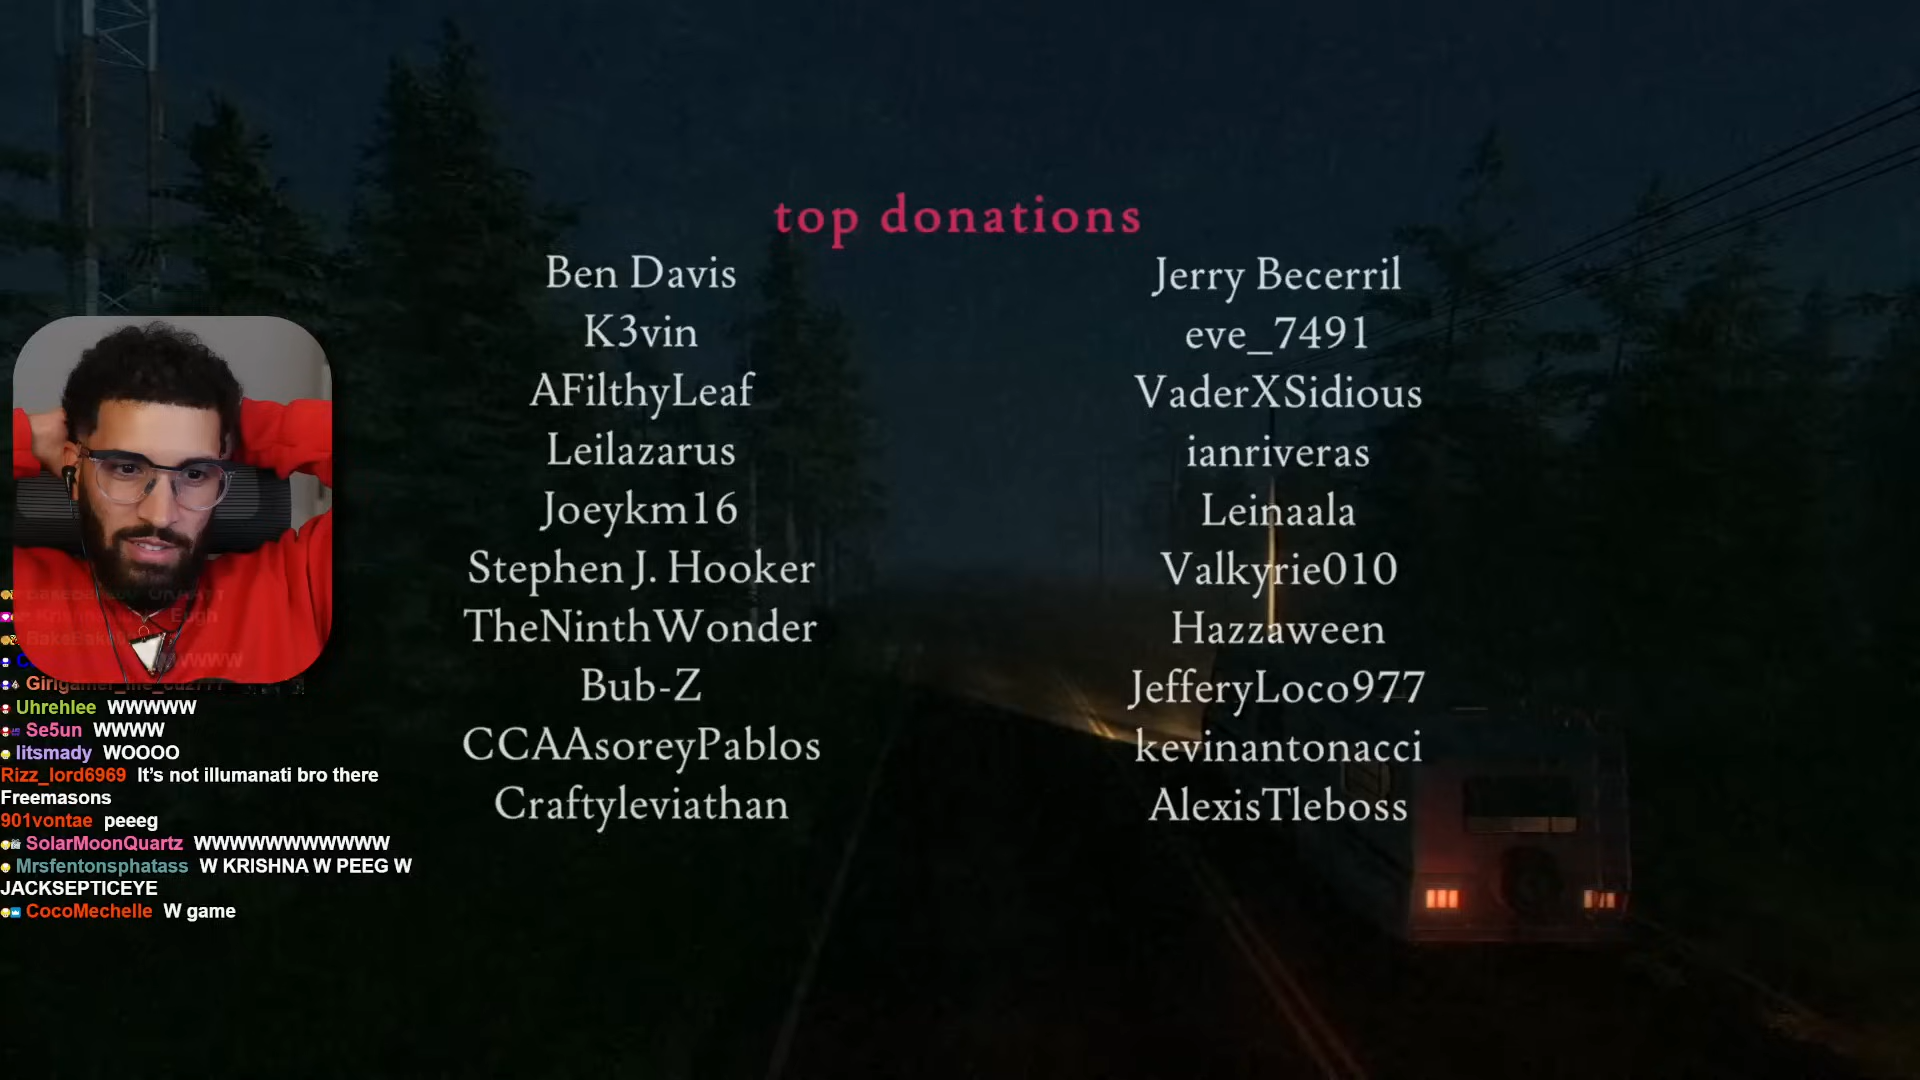 top donations
Ben Davis
K3vin
AFilthyLeaf
Leilazarus
Joeykm16
Stephen J. Hooker
TheNinthWonder
Bub-Z
CCAAsoreyPablos
Craftyleviathan
Jerry Becerril
eve_7491
VaderXSidious
ianriveras
Leinaala
Valkyrie010
Hazzaween
JefferyLoco977
kevinantonacci
AlexisTleboss
Eugh
Uhrehlee WWWWW
Se5un WWWW
litsmady WOOOO
Rizz_lord6969 It's not illumanati bro there
Freemasons
901vontae peeeg
SolarMoonQuartz WWWWWWWWWWW
Mrsfentonsphatass W KRISHNA W PEEG W
JACKSEPTICEYE
CocoMechelle W game